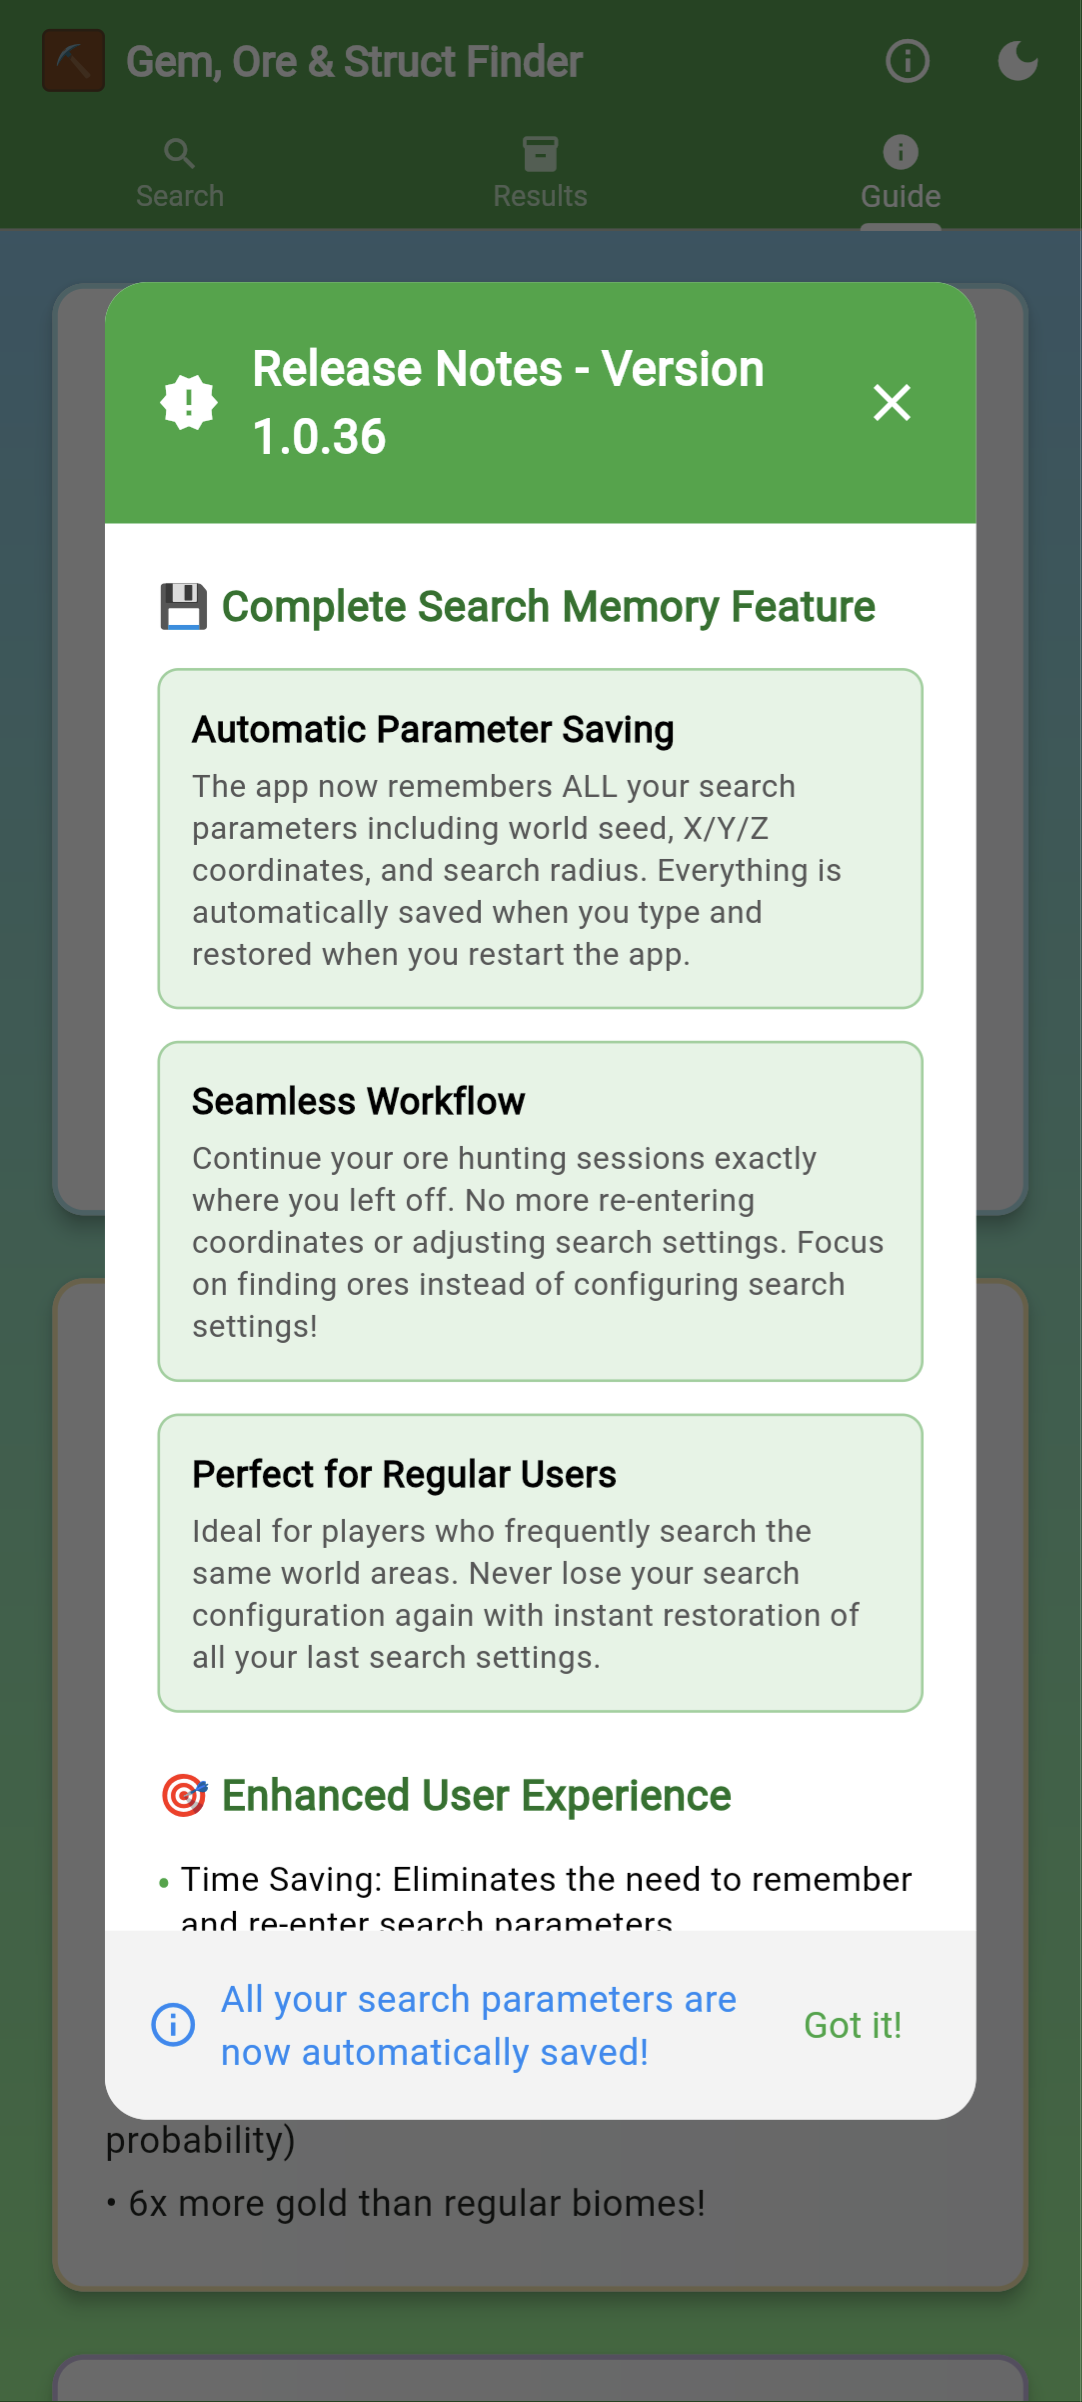 Gem, Ore & Struct Finder
Search
Results
Guide
Release Notes - Version
1.0.36
Complete Search Memory Feature
Automatic Parameter Saving
The app now remembers ALL your search
parameters including world seed, X/Y/Z
coordinates, and search radius. Everything is
automatically saved when you type and
restored when you restart the app.
Seamless Workflow
Continue your ore hunting sessions exactly
where you left off. No more re-entering
coordinates or adjusting search settings. Focus
on finding ores instead of configuring search
settings!
Perfect for Regular Users
Ideal for players who frequently search the
same world areas. Never lose your search
configuration again with instant restoration of
all your last search settings.
Enhanced User Experience
• Time Saving: Eliminates the need to remember
and re-enter search parameters
All your search parameters are
now automatically saved!
Got it!
probability)
• 6x more gold than regular biomes!